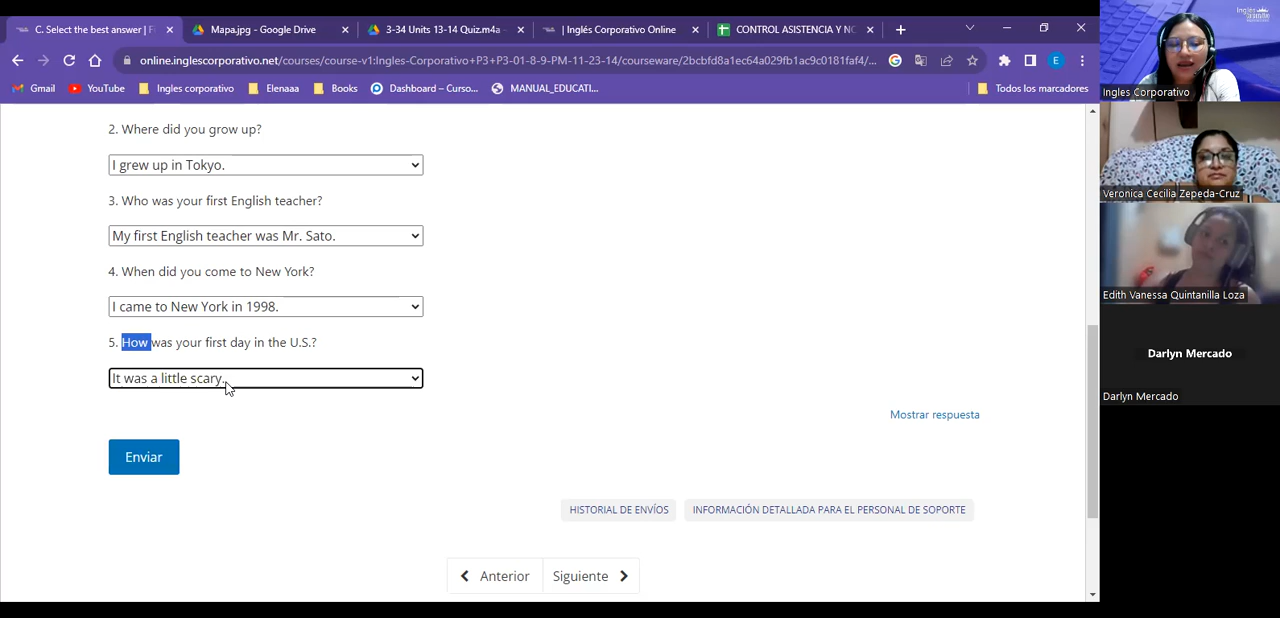 C. Select the best answer | F
Mapa.jpg - Google Drive
3-34 Units 13-14 Quiz.m4a -
| Inglés Corporativo Online
CONTROL ASISTENCIA Y NO
online.inglescorporativo.net/courses/course-v1:Ingles-Corporativo+P3+P3-01-8-9-PM-11-23-14/courseware/2bcbfd8a1ec64a029fb1ac9c0181faf4/...
E
Gmail
YouTube
Ingles corporativo
Elenaaa
Books
Dashboard – Curso...
MANUAL_EDUCATI...
Todos los marcadores
2. Where did you grow up?
I grew up in Tokyo.
3. Who was your first English teacher?
My first English teacher was Mr. Sato.
4. When did you come to New York?
I came to New York in 1998.
5. How was your first day in the U.S.?
It was a little scary.
Mostrar respuesta
Enviar
HISTORIAL DE ENVÍOS
INFORMACIÓN DETALLADA PARA EL PERSONAL DE SOPORTE
Anterior
Siguiente
Ingles Corporativo
Veronica Cecilia Zepeda-Cruz
Edith Vanessa Quintanilla Loza
Darlyn Mercado
Darlyn Mercado